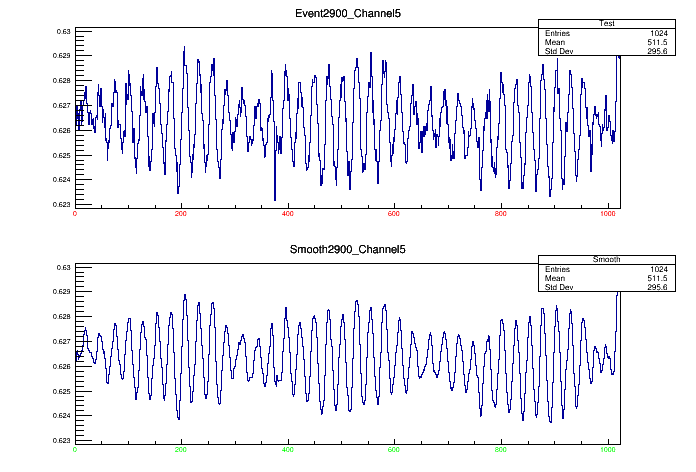 Event2900_Channel5
Test
Entries 1024
Mean 511.5
Std Dev 295.6
0.63
0.629
0.628
0.627
0.626
0.625
0.624
0.623
0 200 400 600 800 1000
Smooth2900_Channel5
Smooth
Entries 1024
Mean 511.5
Std Dev 295.6
0.63
0.629
0.628
0.627
0.626
0.625
0.624
0.623
0 200 400 600 800 1000